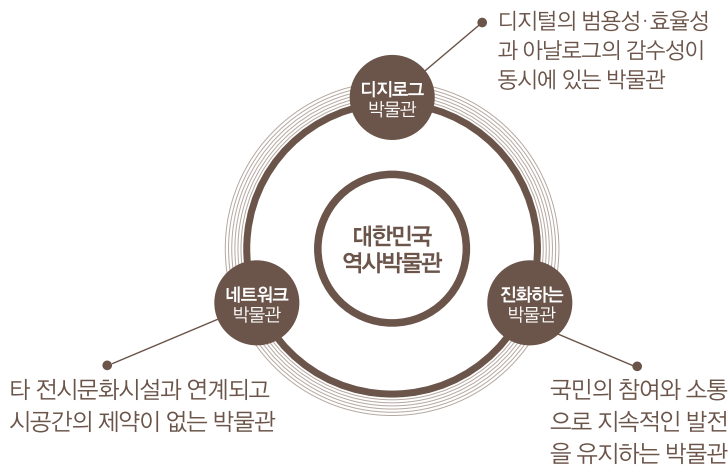 디지털의 범용성·효율성
과 아날로그의 감수성이
동시에 있는 박물관
디지로그
박물관
대한민국
역사박물관
네트워크
박물관
진화하는
박물관
타 전시문화시설과 연계되고
시공간의 제약이 없는 박물관
국민의 참여와 소통
으로 지속적인 발전
을 유지하는 박물관